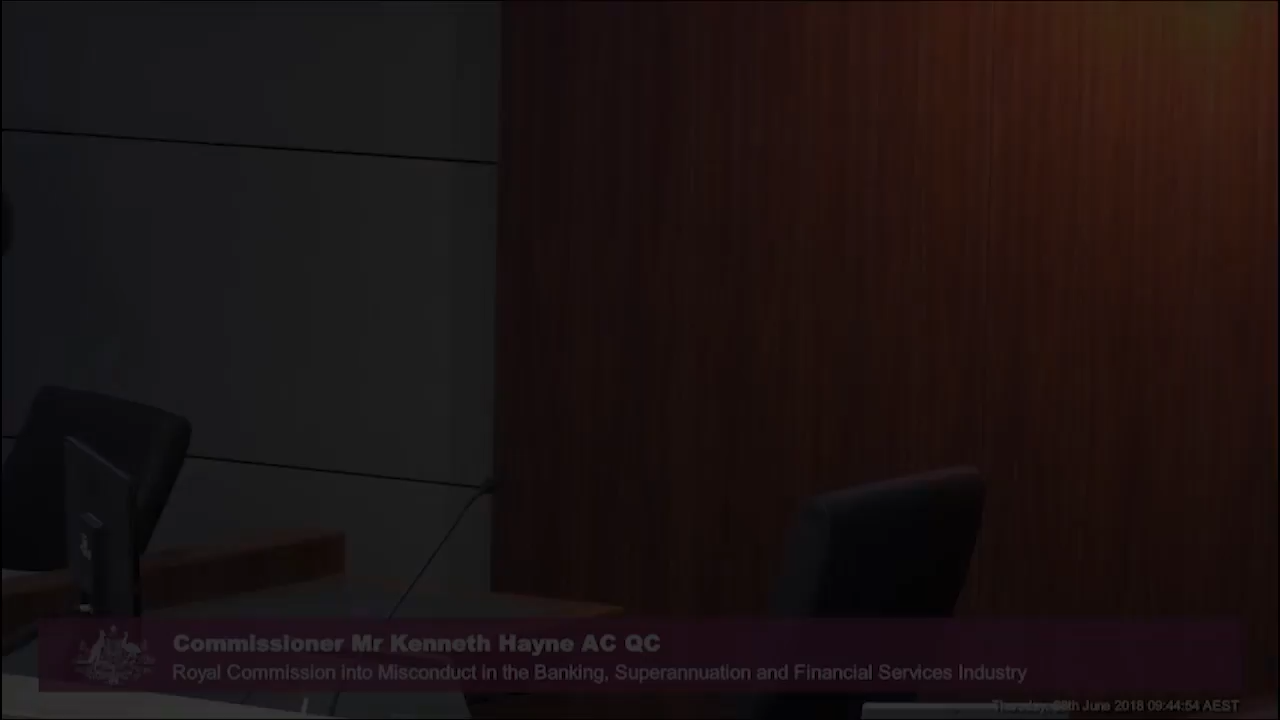 Commissioner Mr Kenneth Hayne AC QC
Royal Commission into Misconduct in the Banking, Superannuation and Financial Services Industry
Thursday, June 2018 09:44:54 AEST